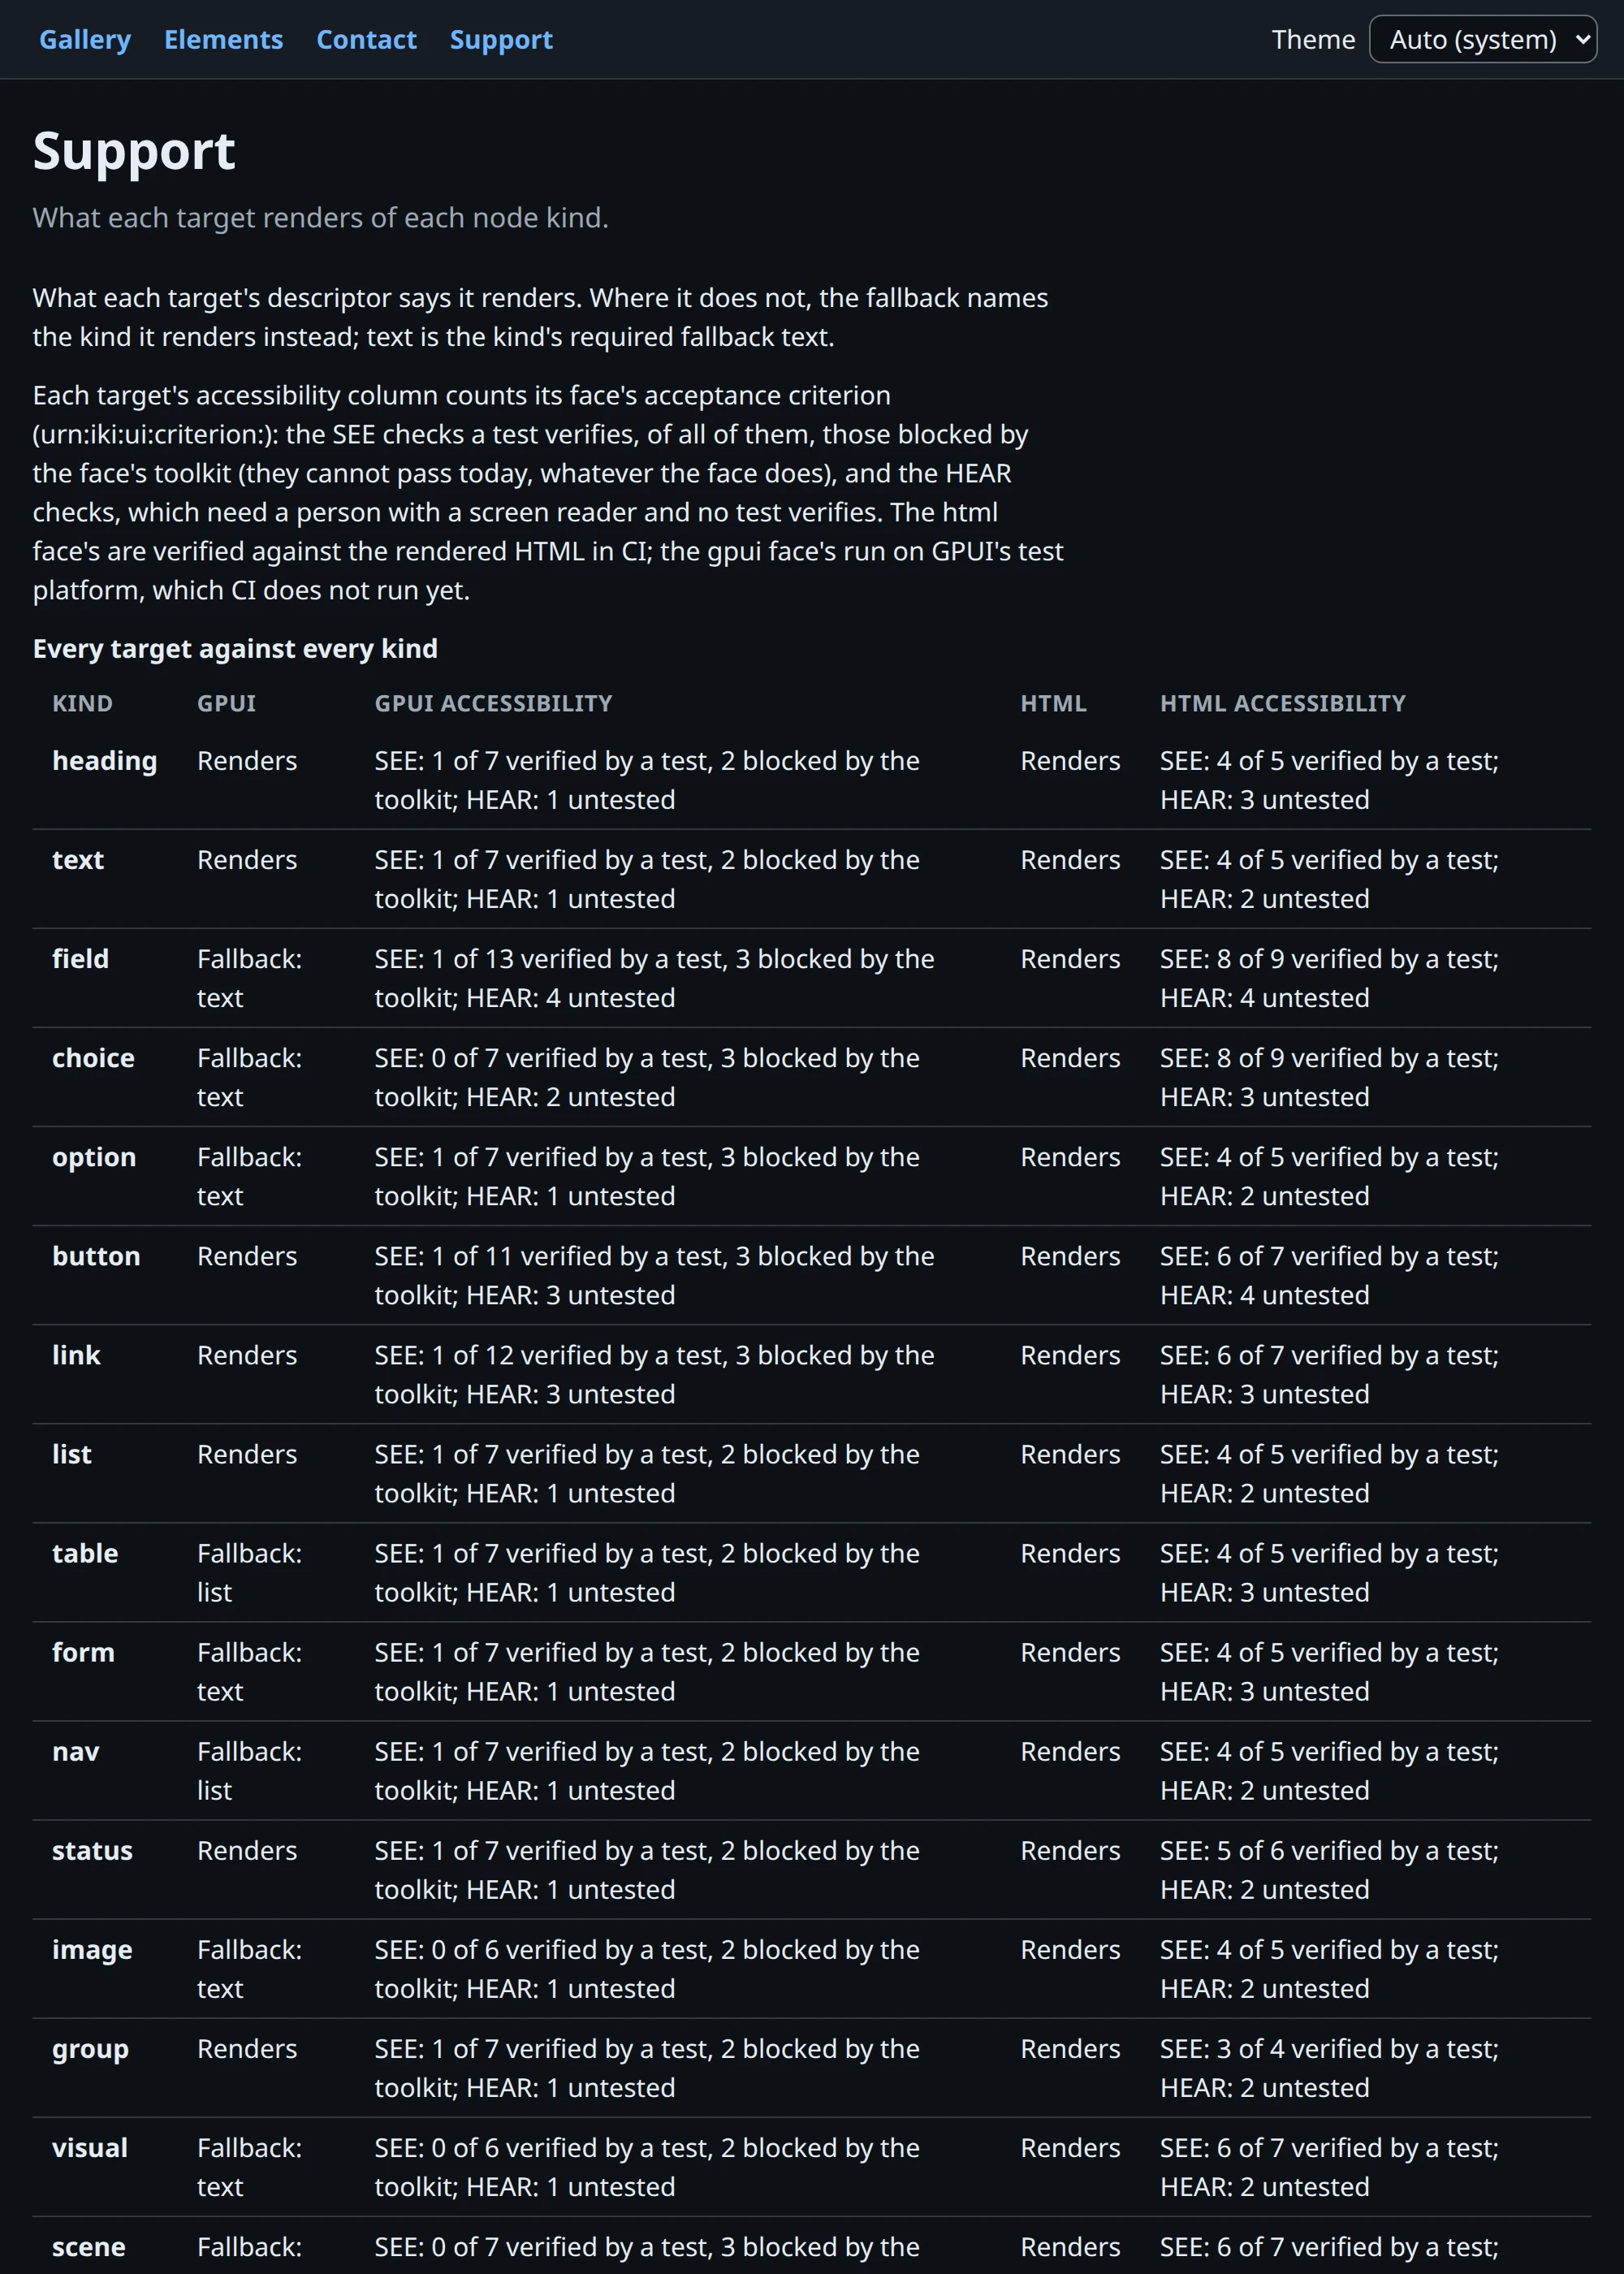 Gallery Elements Contact Support Theme Auto (system)
Support
What each target renders of each node kind.
What each target's descriptor says it renders. Where it does not, the fallback names
the kind it renders instead; text is the kind's required fallback text.
Each target's accessibility column counts its face's acceptance criterion
(urn:iki:ui:criterion:): the SEE checks a test verifies, of all of them, those blocked by
the face's toolkit (they cannot pass today, whatever the face does), and the HEAR
checks, which need a person with a screen reader and no test verifies. The html
face's are verified against the rendered HTML in CI; the gpui face's run on GPUI's test
platform, which CI does not run yet.
Every target against every kind
KIND GPUI GPUI ACCESSIBILITY HTML HTML ACCESSIBILITY
heading Renders SEE: 1 of 7 verified by a test, 2 blocked by the Renders SEE: 4 of 5 verified by a test;
toolkit; HEAR: 1 untested HEAR: 3 untested
text Renders SEE: 1 of 7 verified by a test, 2 blocked by the Renders SEE: 4 of 5 verified by a test;
toolkit; HEAR: 1 untested HEAR: 2 untested
field Fallback: SEE: 1 of 13 verified by a test, 3 blocked by the Renders SEE: 8 of 9 verified by a test;
text toolkit; HEAR: 4 untested HEAR: 4 untested
choice Fallback: SEE: 0 of 7 verified by a test, 3 blocked by the Renders SEE: 8 of 9 verified by a test;
text toolkit; HEAR: 2 untested HEAR: 3 untested
option Fallback: SEE: 1 of 7 verified by a test, 3 blocked by the Renders SEE: 4 of 5 verified by a test;
text toolkit; HEAR: 1 untested HEAR: 2 untested
button Renders SEE: 1 of 11 verified by a test, 3 blocked by the Renders SEE: 6 of 7 verified by a test;
toolkit; HEAR: 3 untested HEAR: 4 untested
link Renders SEE: 1 of 12 verified by a test, 3 blocked by the Renders SEE: 6 of 7 verified by a test;
toolkit; HEAR: 3 untested HEAR: 3 untested
list Renders SEE: 1 of 7 verified by a test, 2 blocked by the Renders SEE: 4 of 5 verified by a test;
toolkit; HEAR: 1 untested HEAR: 2 untested
table Fallback: SEE: 1 of 7 verified by a test, 2 blocked by the Renders SEE: 4 of 5 verified by a test;
list toolkit; HEAR: 1 untested HEAR: 3 untested
form Fallback: SEE: 1 of 7 verified by a test, 2 blocked by the Renders SEE: 4 of 5 verified by a test;
text toolkit; HEAR: 1 untested HEAR: 3 untested
nav Fallback: SEE: 1 of 7 verified by a test, 2 blocked by the Renders SEE: 4 of 5 verified by a test;
list toolkit; HEAR: 1 untested HEAR: 2 untested
status Renders SEE: 1 of 7 verified by a test, 2 blocked by the Renders SEE: 5 of 6 verified by a test;
toolkit; HEAR: 1 untested HEAR: 2 untested
image Fallback: SEE: 0 of 6 verified by a test, 2 blocked by the Renders SEE: 4 of 5 verified by a test;
text toolkit; HEAR: 1 untested HEAR: 2 untested
group Renders SEE: 1 of 7 verified by a test, 2 blocked by the Renders SEE: 3 of 4 verified by a test;
toolkit; HEAR: 1 untested HEAR: 2 untested
visual Fallback: SEE: 0 of 6 verified by a test, 2 blocked by the Renders SEE: 6 of 7 verified by a test;
text toolkit; HEAR: 1 untested HEAR: 2 untested
scene Fallback: SEE: 0 of 7 verified by a test, 3 blocked by the Renders SEE: 6 of 7 verified by a test;